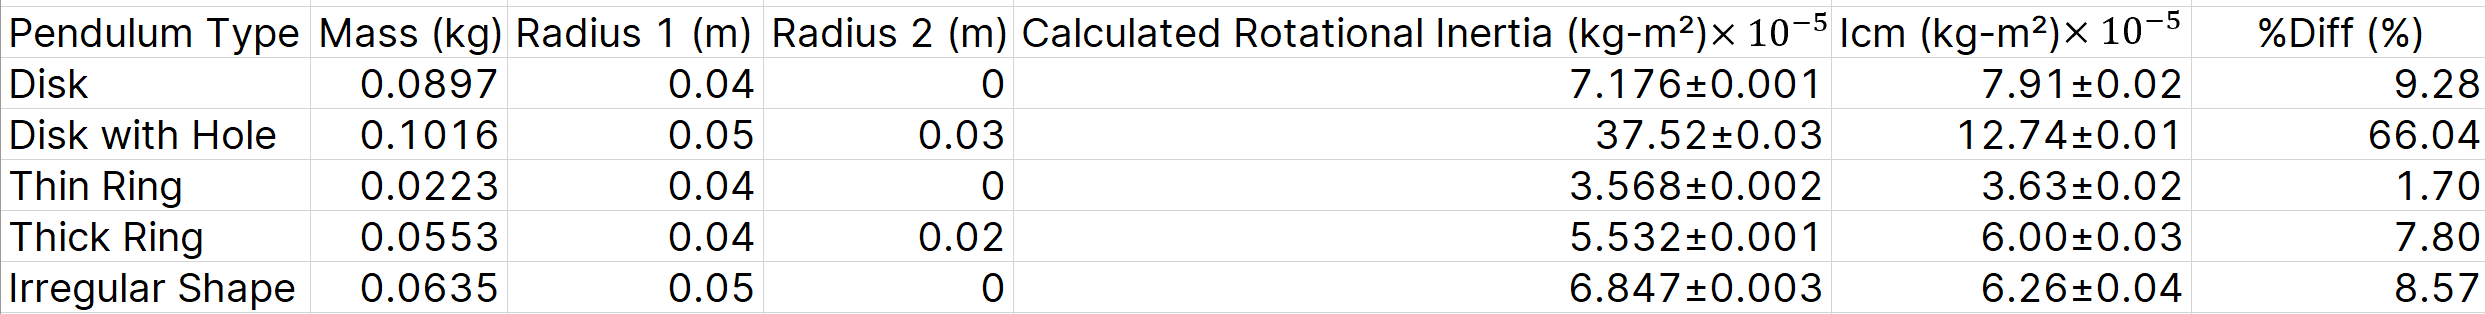 Pendulum Type Mass (kg) Radius 1 (m) Radius 2 (m) Calculated Rotational Inertia (kg-m²)× 10⁻⁵ Icm (kg-m²)× 10⁻⁵ %Diff (%)
Disk 0.0897 0.04 0 7.176±0.001 7.91±0.02 9.28
Disk with Hole 0.1016 0.05 0.03 37.52±0.03 12.74±0.01 66.04
Thin Ring 0.0223 0.04 0 3.568±0.002 3.63±0.02 1.70
Thick Ring 0.0553 0.04 0.02 5.532±0.001 6.00±0.03 7.80
Irregular Shape 0.0635 0.05 0 6.847±0.003 6.26±0.04 8.57